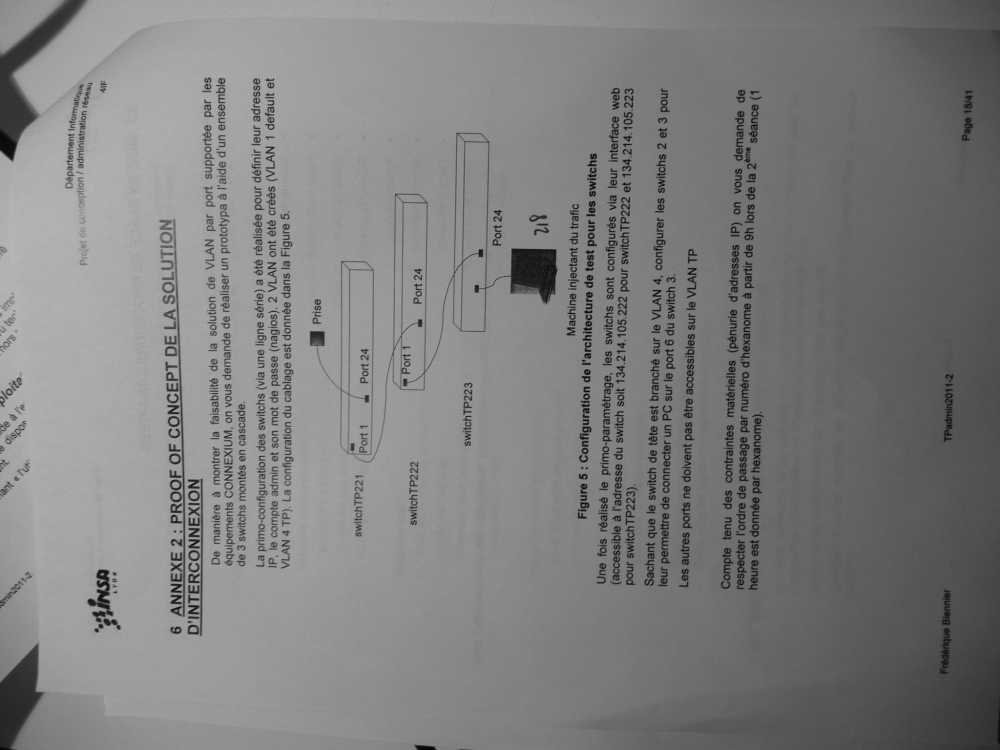 INSA
LYON
Département Informatique
Projet de conception / administration réseau
4IF
6 ANNEXE 2 : PROOF OF CONCEPT DE LA SOLUTION
D'INTERCONNEXION
De manière à montrer la faisabilité de la solution de VLAN par port supportée par les
équipements CONNEXIUM, on vous demande de réaliser un prototypa à l'aide d'un ensemble
de 3 switchs montés en cascade.
La primo-configuration des switchs (via une ligne série) a été réalisée pour définir leur adresse
IP, le compte admin et son mot de passe (nagios). 2 VLAN ont été créés (VLAN 1 default et
VLAN 4 TP). La configuration du cablage est donnée dans la Figure 5.
Prise
switchTP221
Port 1
Port 24
switchTP222
Port 1
Port 24
switchTP223
Port 24
218
Machine injectant du trafic
Figure 5 : Configuration de l'architecture de test pour les switchs
Une fois réalisé le primo-paramétrage, les switchs sont configurés via leur interface web
(accessible à l'adresse du switch soit 134.214.105.222 pour switchTP222 et 134.214.105.223
pour switchTP223).
Sachant que le switch de tête est branché sur le VLAN 4, configurer les switchs 2 et 3 pour
leur permettre de connecter un PC sur le port 6 du switch 3.
Les autres ports ne doivent pas être accessibles sur le VLAN TP
Compte tenu des contraintes matérielles (pénurie d'adresses IP) on vous demande de
respecter l'ordre de passage par numéro d'hexanome à partir de 9h lors de la 2ème séance (1
heure est donnée par hexanome).
Frédérique Biennier
TPadmin2011-2
Page 18/41